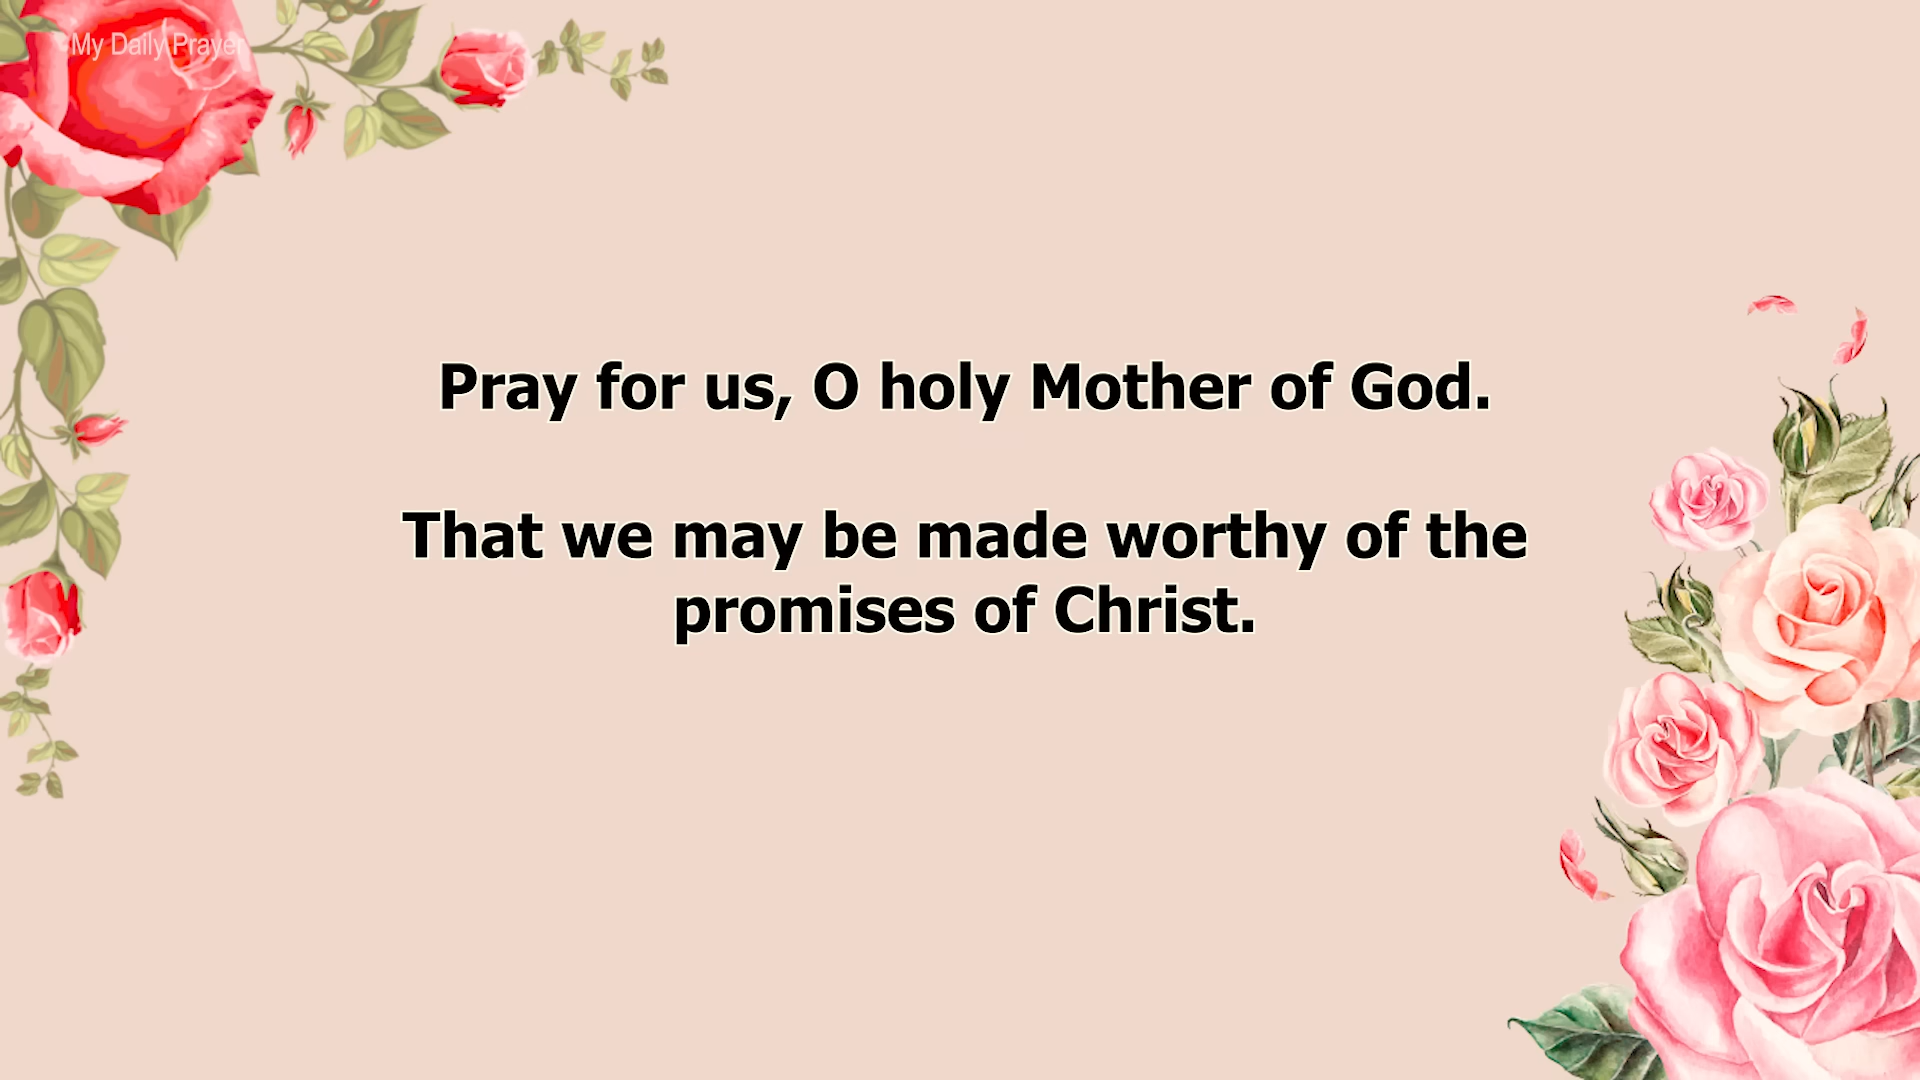 My Daily Prayer
Pray for us, O holy Mother of God.
That we may be made worthy of the
promises of Christ.